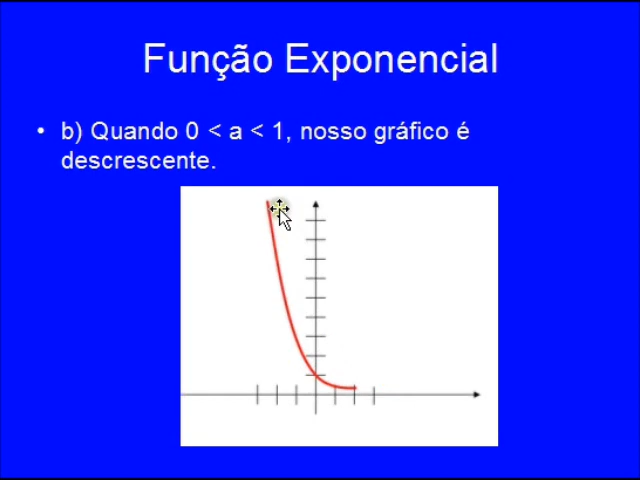 Função Exponencial
• b) Quando 0 < a < 1, nosso gráfico é
descrescente.